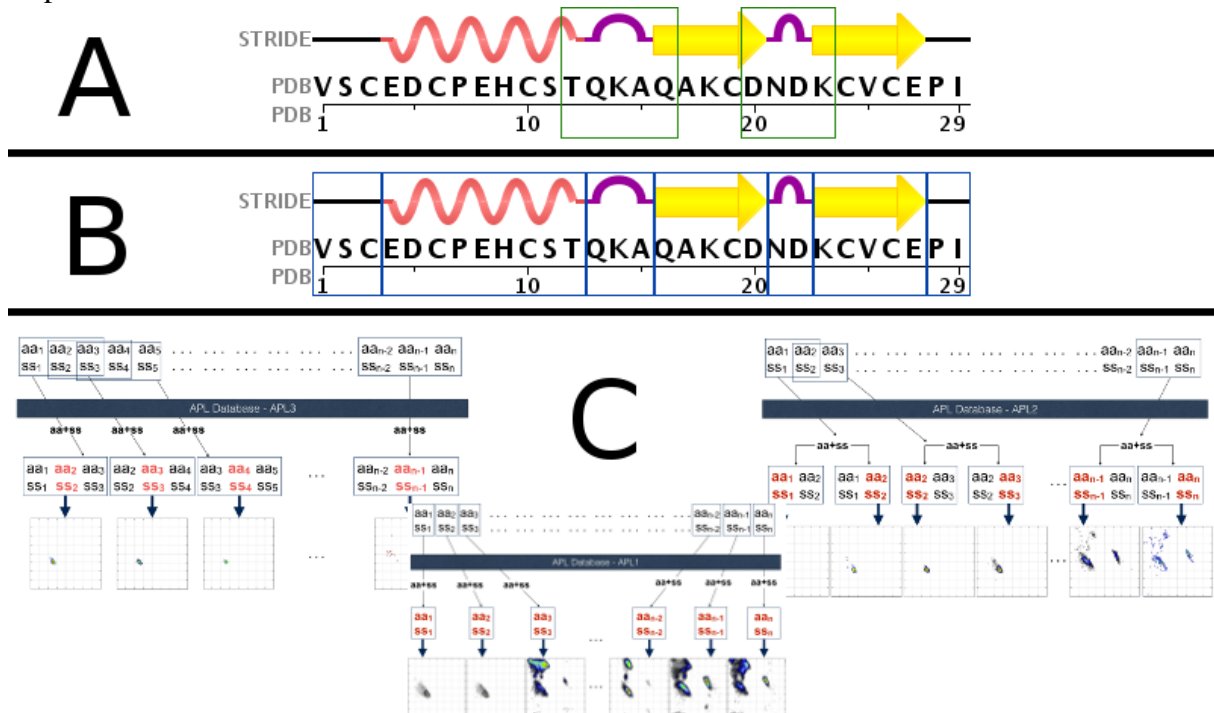 A
STRIDE
PDB VSCEDCPEHCSTQKAQAKCDNDKCVCEPI
PDB
1 10 20 29
B
STRIDE
PDB VSCEDCPEHCSTQKAQAKCDNDKCVCEPI
PDB
1 10 20 29
C
aa1 aa2 aa3 aa4 aa5 ... ... ... ... ... ... ... aan-2 aan-1 aan
ss1 ss2 ss3 ss4 ss5 ... ... ... ... ... ... ... ssn-2 ssn-1 ssn
APL Database - APL3
aa+ss aa+ss aa+ss aa+ss
aa1 aa2 aa3 aa2 aa3 aa4 aa3 aa4 aa5 ... aan-2 aan-1 aan
ss1 ss2 ss3 ss2 ss3 ss4 ss3 ss4 ss5 ssn-2 ssn-1 ssn
...
aa1 aa2 aa3 ... ... ... ... ... ... ... aan-2 aan-1 aan
ss1 ss2 ss3 ... ... ... ... ... ... ... ssn-2 ssn-1 ssn
APL Database - APL1
aa+ss aa+ss aa+ss aa+ss aa+ss aa+ss
aa1 aa2 aa3 aan-2 aan-1 aan
ss1 ss2 ss3 ... ssn-2 ssn-1 ssn
...
aa1 aa2 aa3 ... ... ... ... ... ... ... ... aan-2 aan-1 aan
ss1 ss2 ss3 ... ... ... ... ... ... ... ... ssn-2 ssn-1 ssn
APL Database - APL2
aa+ss aa+ss aa+ss
aa1 aa2 aa1 aa2 aa2 aa3 aa2 aa3 ... aan-1 aan aan-1 aan
ss1 ss2 ss1 ss2 ss2 ss3 ss2 ss3 ssn-1 ssn ssn-1 ssn
...